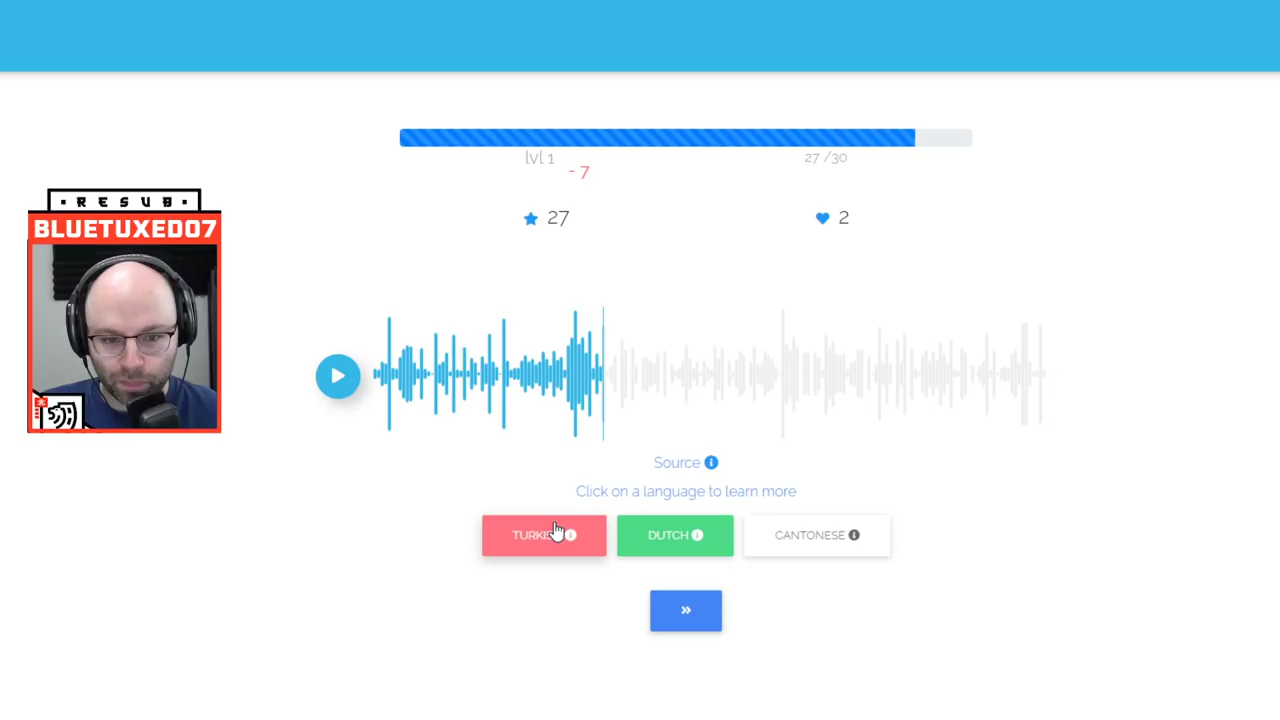 lvl 1
27 /30
- 7
27
2
• R E S U B •
BLUETUXEDO7
Source
Click on a language to learn more
DUTCH
CANTONESE